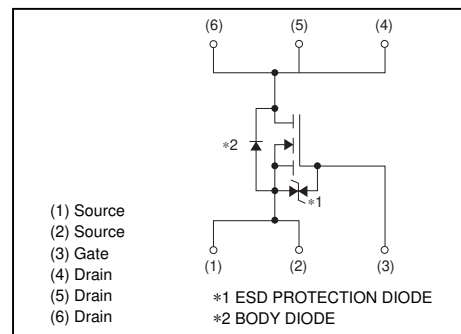 (6) (5) (4)
∗2
∗1
(1) Source
(2) Source
(3) Gate
(4) Drain
(5) Drain
(6) Drain
(1) (2) (3)
∗1 ESD PROTECTION DIODE
∗2 BODY DIODE